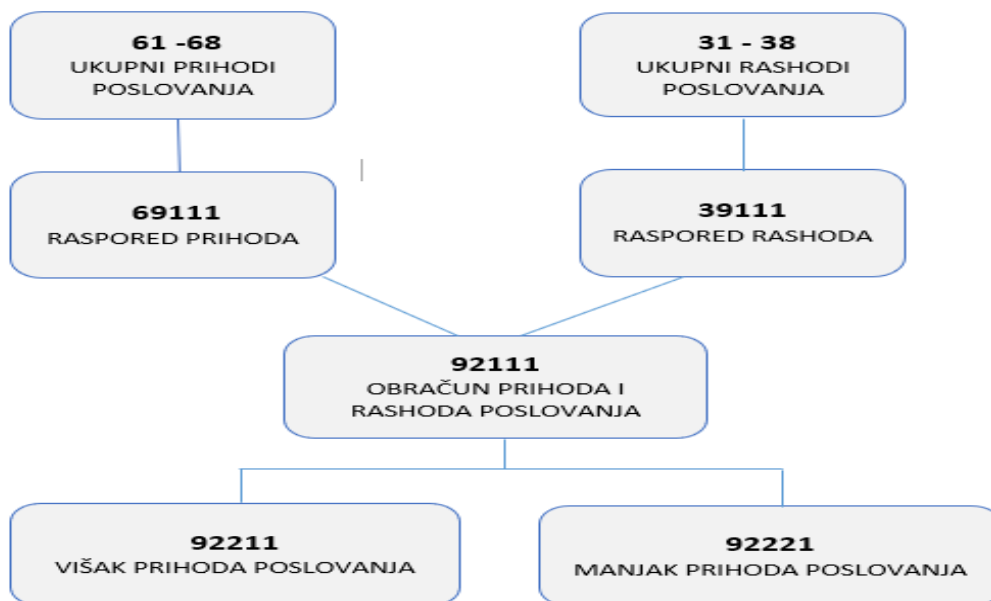 61 -68
UKUPNI PRIHODI
POSLOVANJA
31 - 38
UKUPNI RASHODI
POSLOVANJA
69111
RASPORED PRIHODA
39111
RASPORED RASHODA
92111
OBRAČUN PRIHODA I
RASHODA POSLOVANJA
92211
VIŠAK PRIHODA POSLOVANJA
92221
MANJAK PRIHODA POSLOVANJA